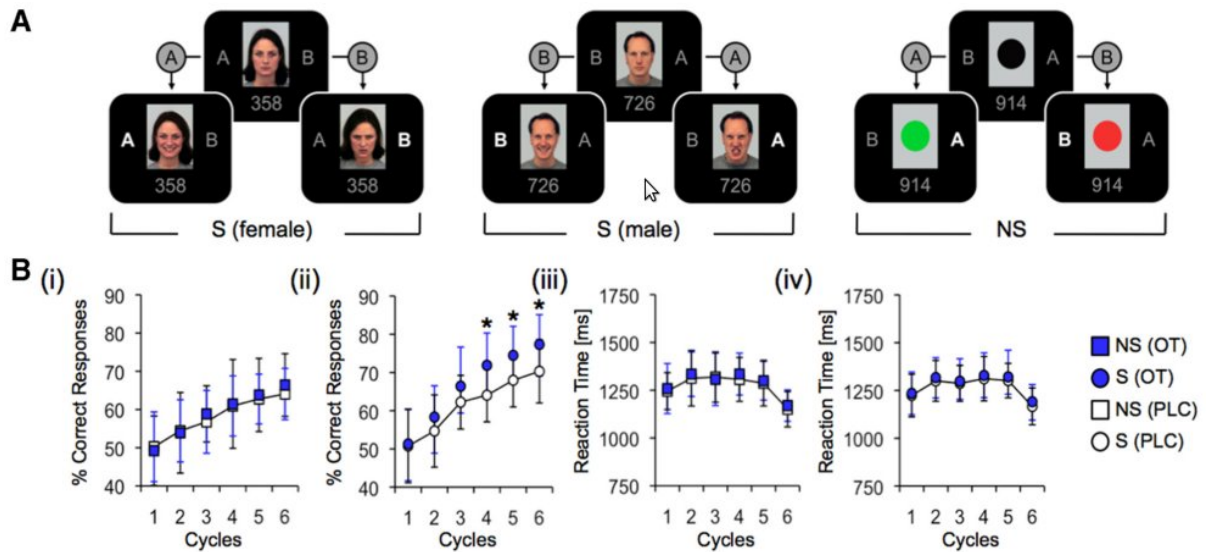 A
A A B B
358
A B
358
A B
358
S (female)
B B A A
726
B A
726
B A
726
S (male)
A B A B
914
B A
914
B A
914
NS
B
(i)
% Correct Responses
90
80
70
60
50
40
1 2 3 4 5 6
Cycles
(ii)
% Correct Responses
90
80
70
60
50
40
* * *
1 2 3 4 5 6
Cycles
(iii)
Reaction Time [ms]
1750
1500
1250
1000
750
1 2 3 4 5 6
Cycles
(iv)
Reaction Time [ms]
1750
1500
1250
1000
750
1 2 3 4 5 6
Cycles
NS (OT)
S (OT)
NS (PLC)
S (PLC)